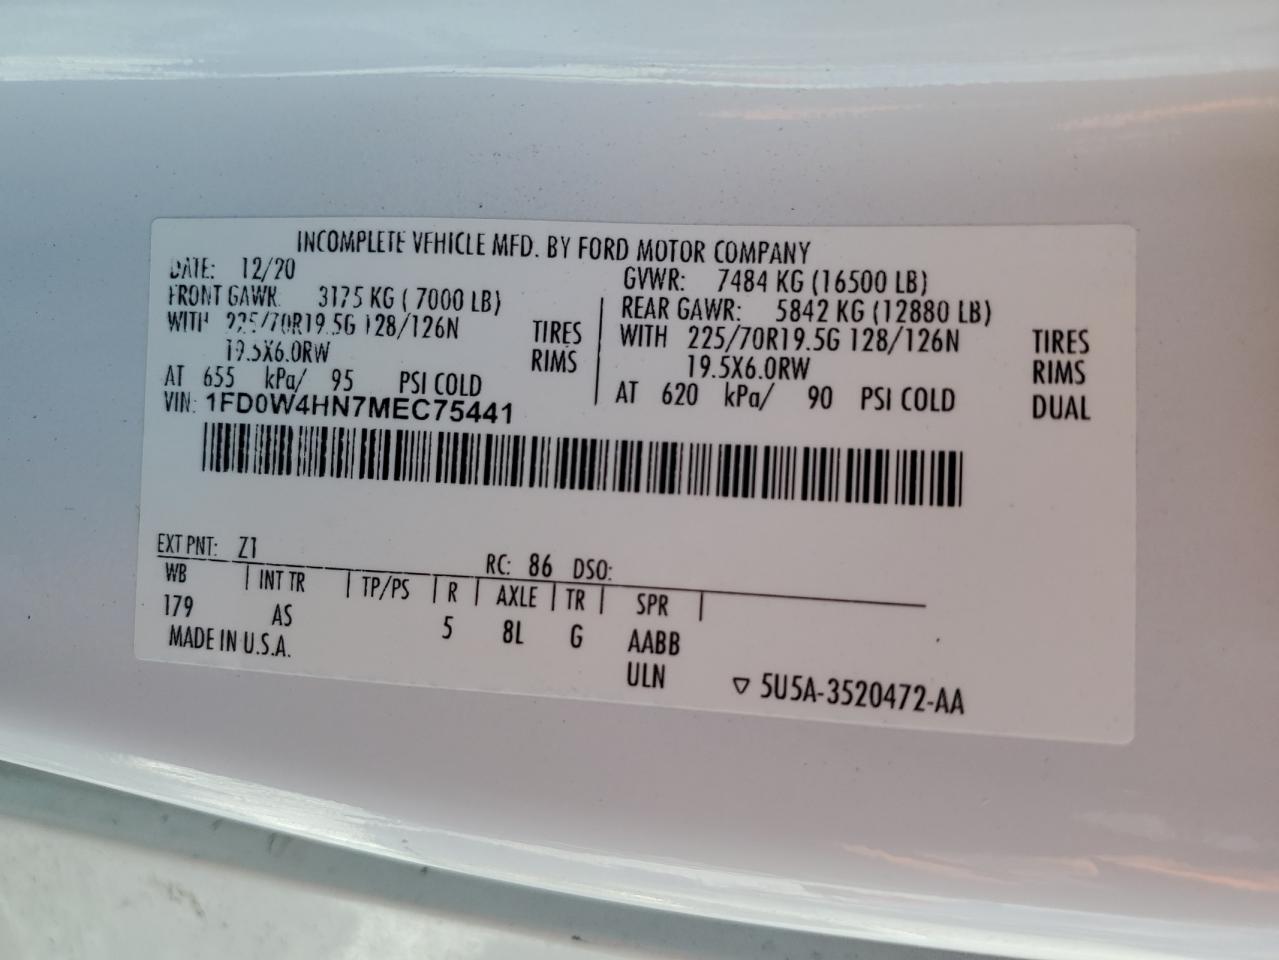 INCOMPLETE VEHICLE MFD. BY FORD MOTOR COMPANY
DATE: 12/20
GVWR: 7484 KG (16500 LB)
FRONT GAWR: 3175 KG ( 7000 LB)
REAR GAWR: 5842 KG (12880 LB)
WITH 225/70R19.5G 128/126N TIRES
WITH 225/70R19.5G 128/126N TIRES
19.5X6.0RW RIMS
19.5X6.0RW RIMS
AT 655 kPa/ 95 PSI COLD
AT 620 kPa/ 90 PSI COLD DUAL
VIN: 1FD0W4HN7MEC75441
EXT PNT: Z1 RC: 86 DSO:
WB | INT TR | TP/PS | R | AXLE | TR | SPR |
179 AS 5 8L G AABB
MADE IN U.S.A. ULN ▽ 5U5A-3520472-AA